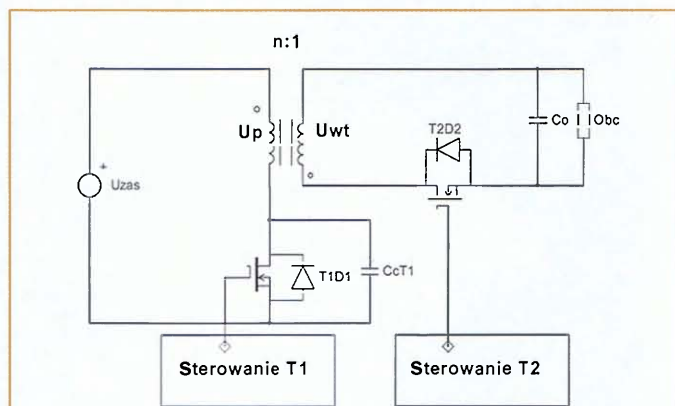 n:1
Up
Uwt
T2D2
Co
Obc
+
Uzas
T1D1
CcT1
Sterowanie T1
Sterowanie T2